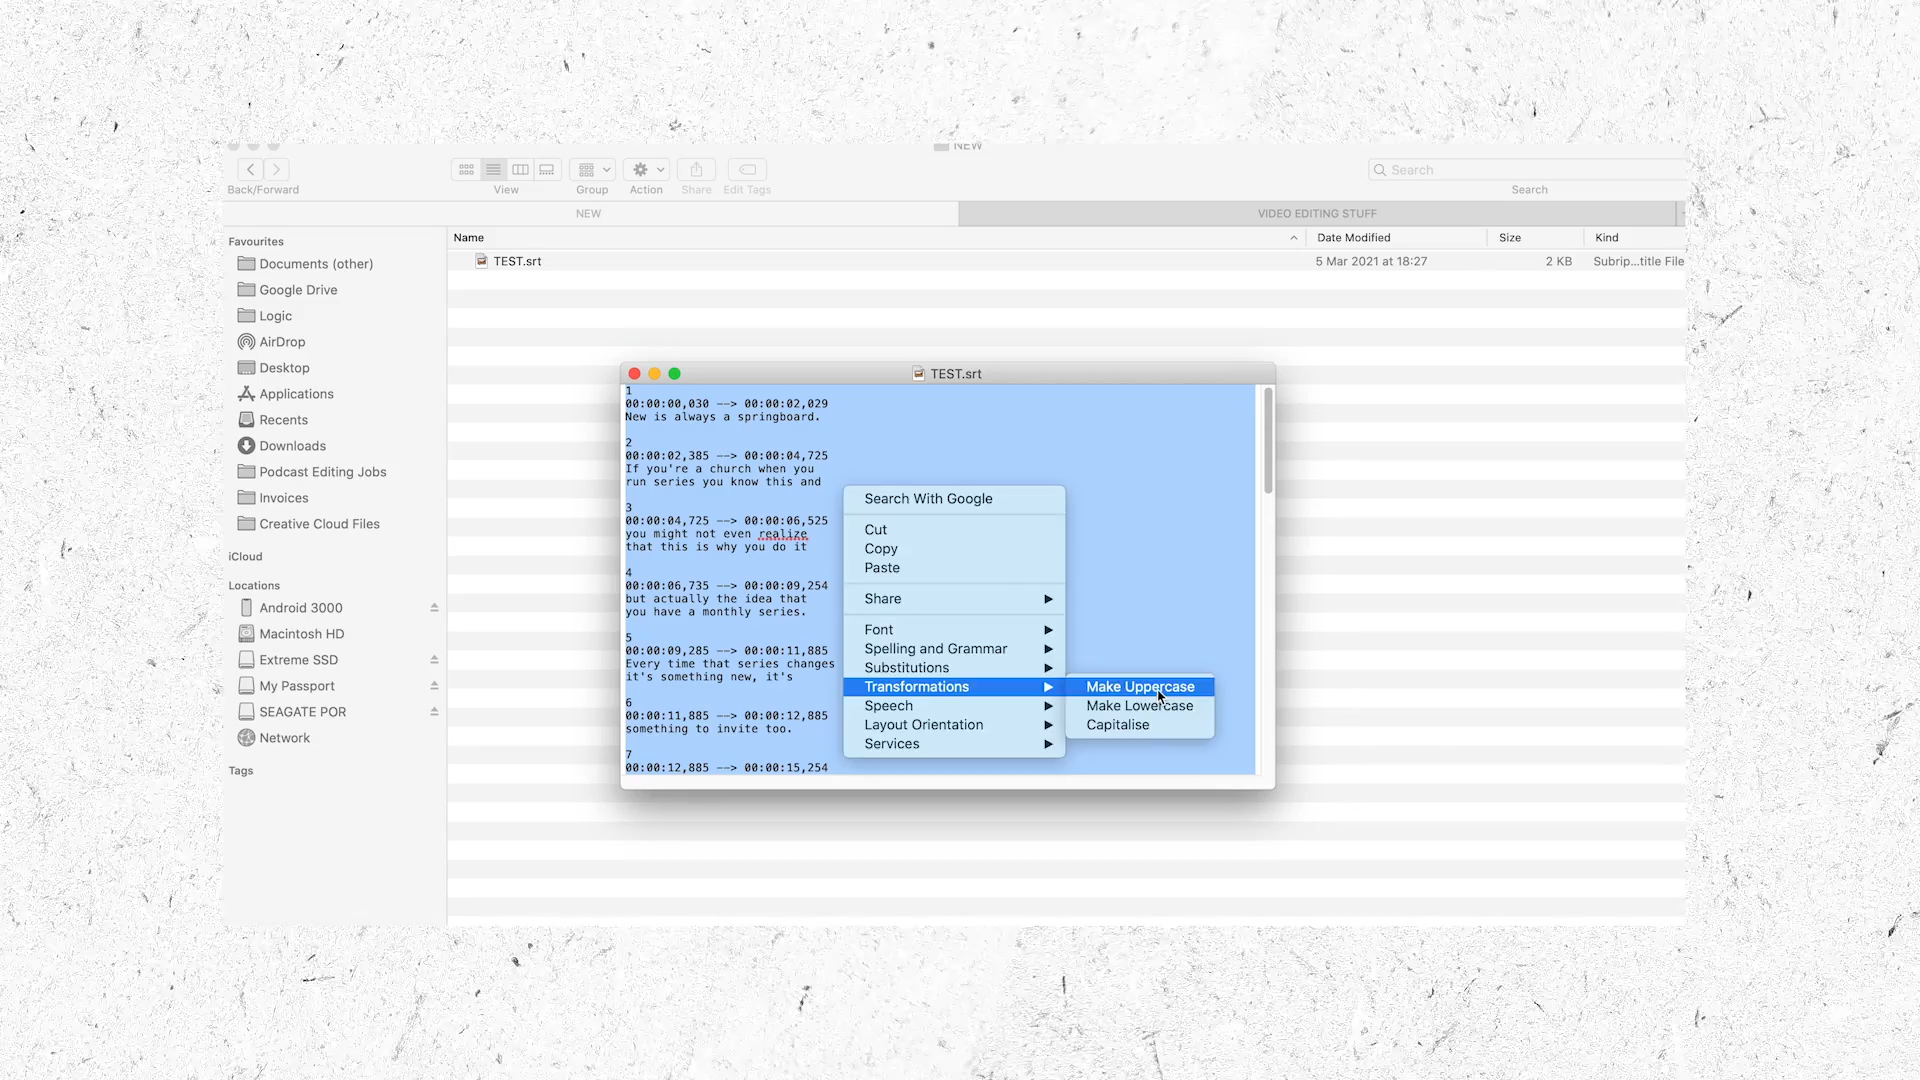 NEW
Back/Forward
View
Group
Action
Share
Edit Tags
Search
Search
NEW
VIDEO EDITING STUFF
Favourites
Documents (other)
Google Drive
Logic
AirDrop
Desktop
Applications
Recents
Downloads
Podcast Editing Jobs
Invoices
Creative Cloud Files
iCloud
Locations
Android 3000
Macintosh HD
Extreme SSD
My Passport
SEAGATE POR
Network
Tags
Name
Date Modified
Size
Kind
TEST.srt
5 Mar 2021 at 18:27
2 KB
Subrip...title File
TEST.srt
1
00:00:00,030 --> 00:00:02,029
New is always a springboard.
2
00:00:02,385 --> 00:00:04,725
If you're a church when you
run series you know this and
3
00:00:04,725 --> 00:00:06,525
you might not even realize
that this is why you do it
4
00:00:06,735 --> 00:00:09,254
but actually the idea that
you have a monthly series.
5
00:00:09,285 --> 00:00:11,885
Every time that series changes
it's something new, it's
6
00:00:11,885 --> 00:00:12,885
something to invite too.
7
00:00:12,885 --> 00:00:15,254
Search With Google
Cut
Copy
Paste
Share
Font
Spelling and Grammar
Substitutions
Transformations
Speech
Layout Orientation
Services
Make Uppercase
Make Lowercase
Capitalise